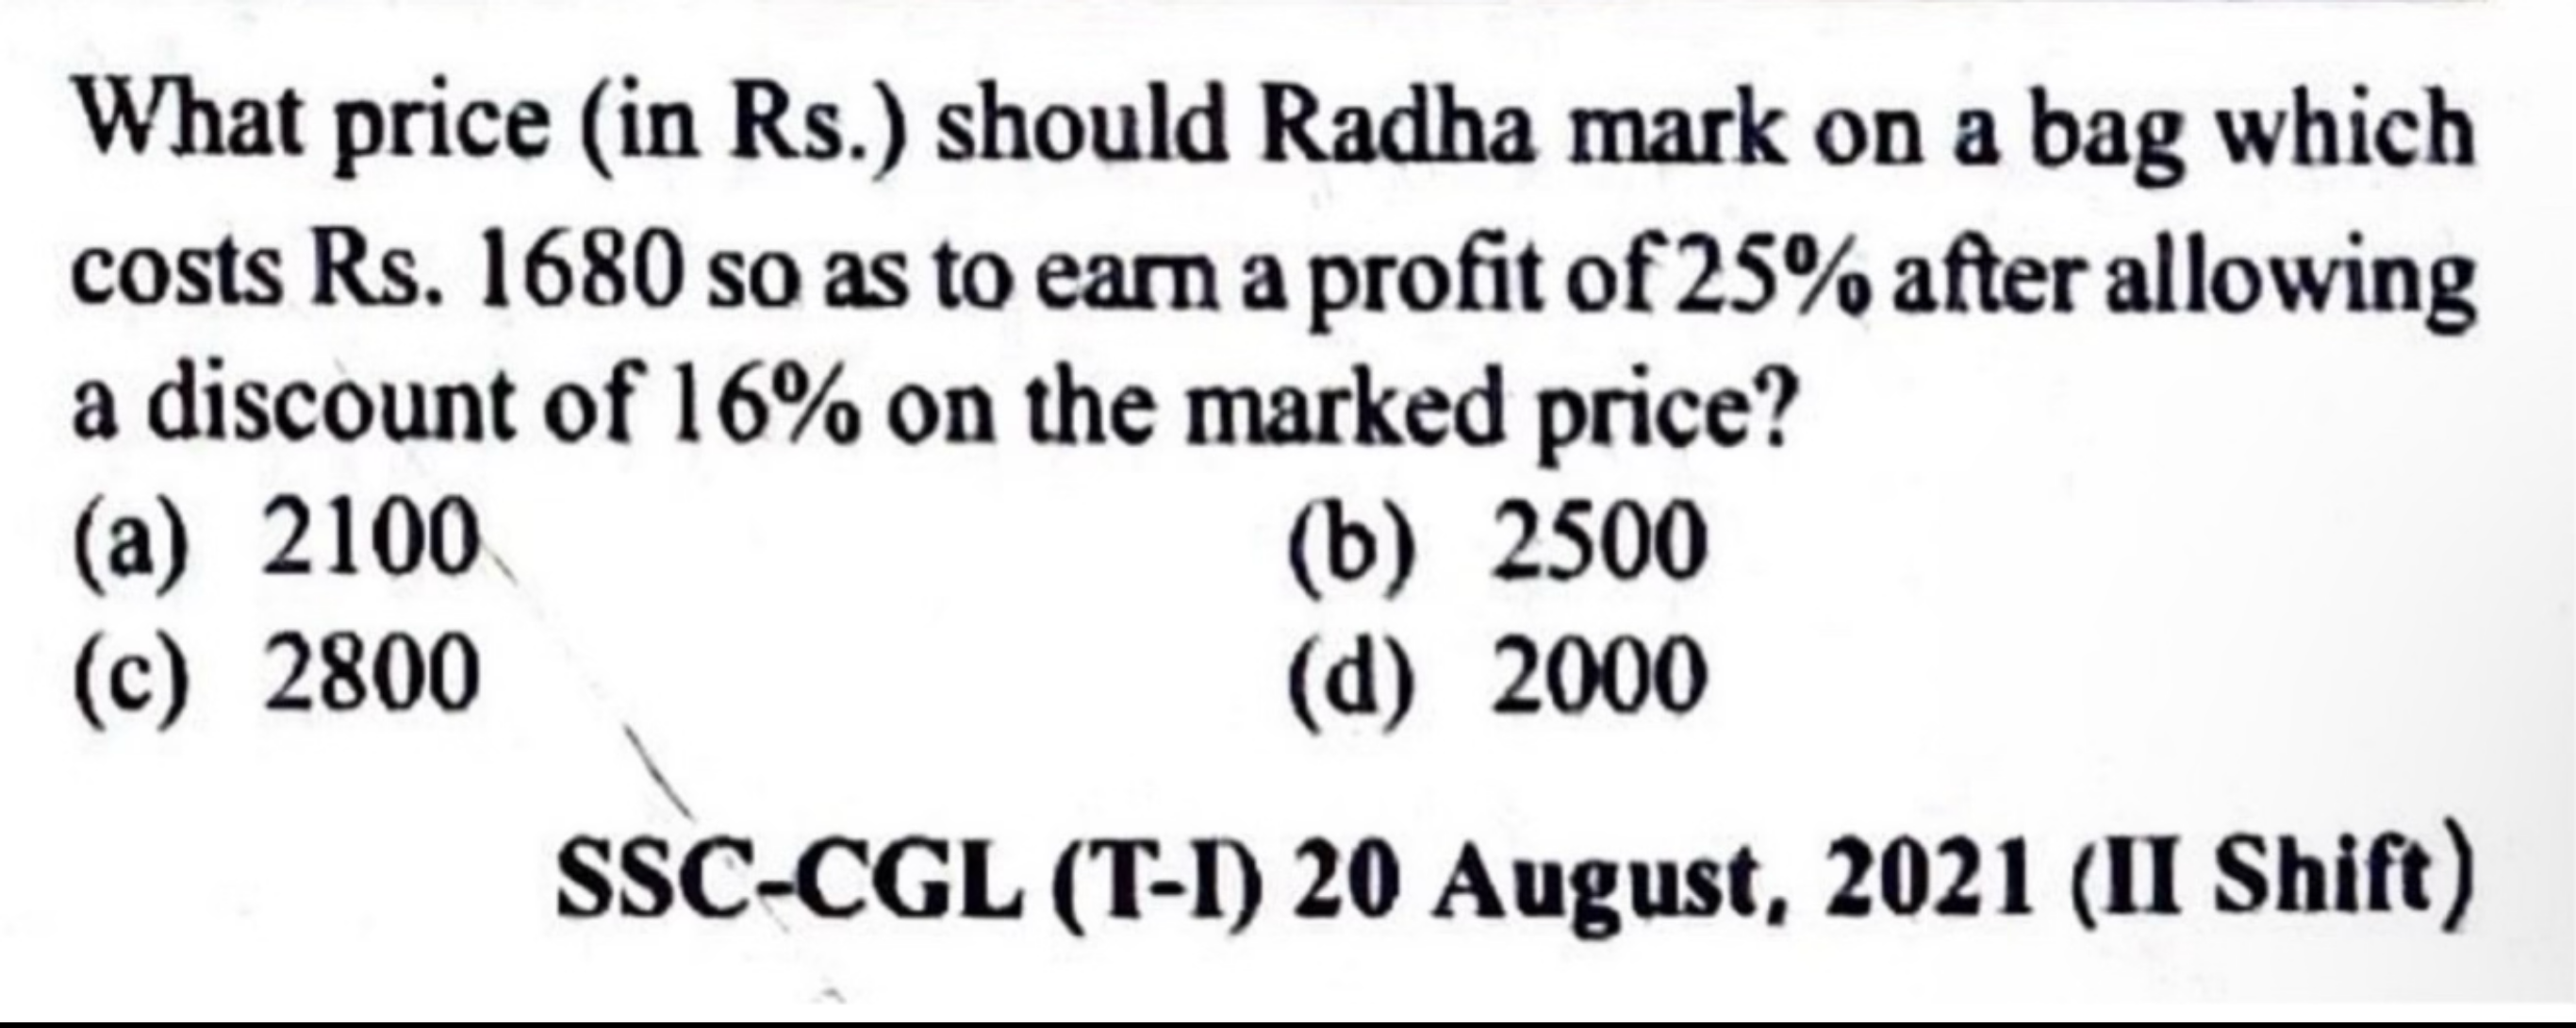 What price (in Rs.) should Radha mark on a bag which
costs Rs. 1680 so as to earn a profit of 25% after allowing
a discount of 16% on the marked price?
(a) 2100 (b) 2500
(c) 2800 (d) 2000
SSC-CGL (T-I) 20 August, 2021 (II Shift)